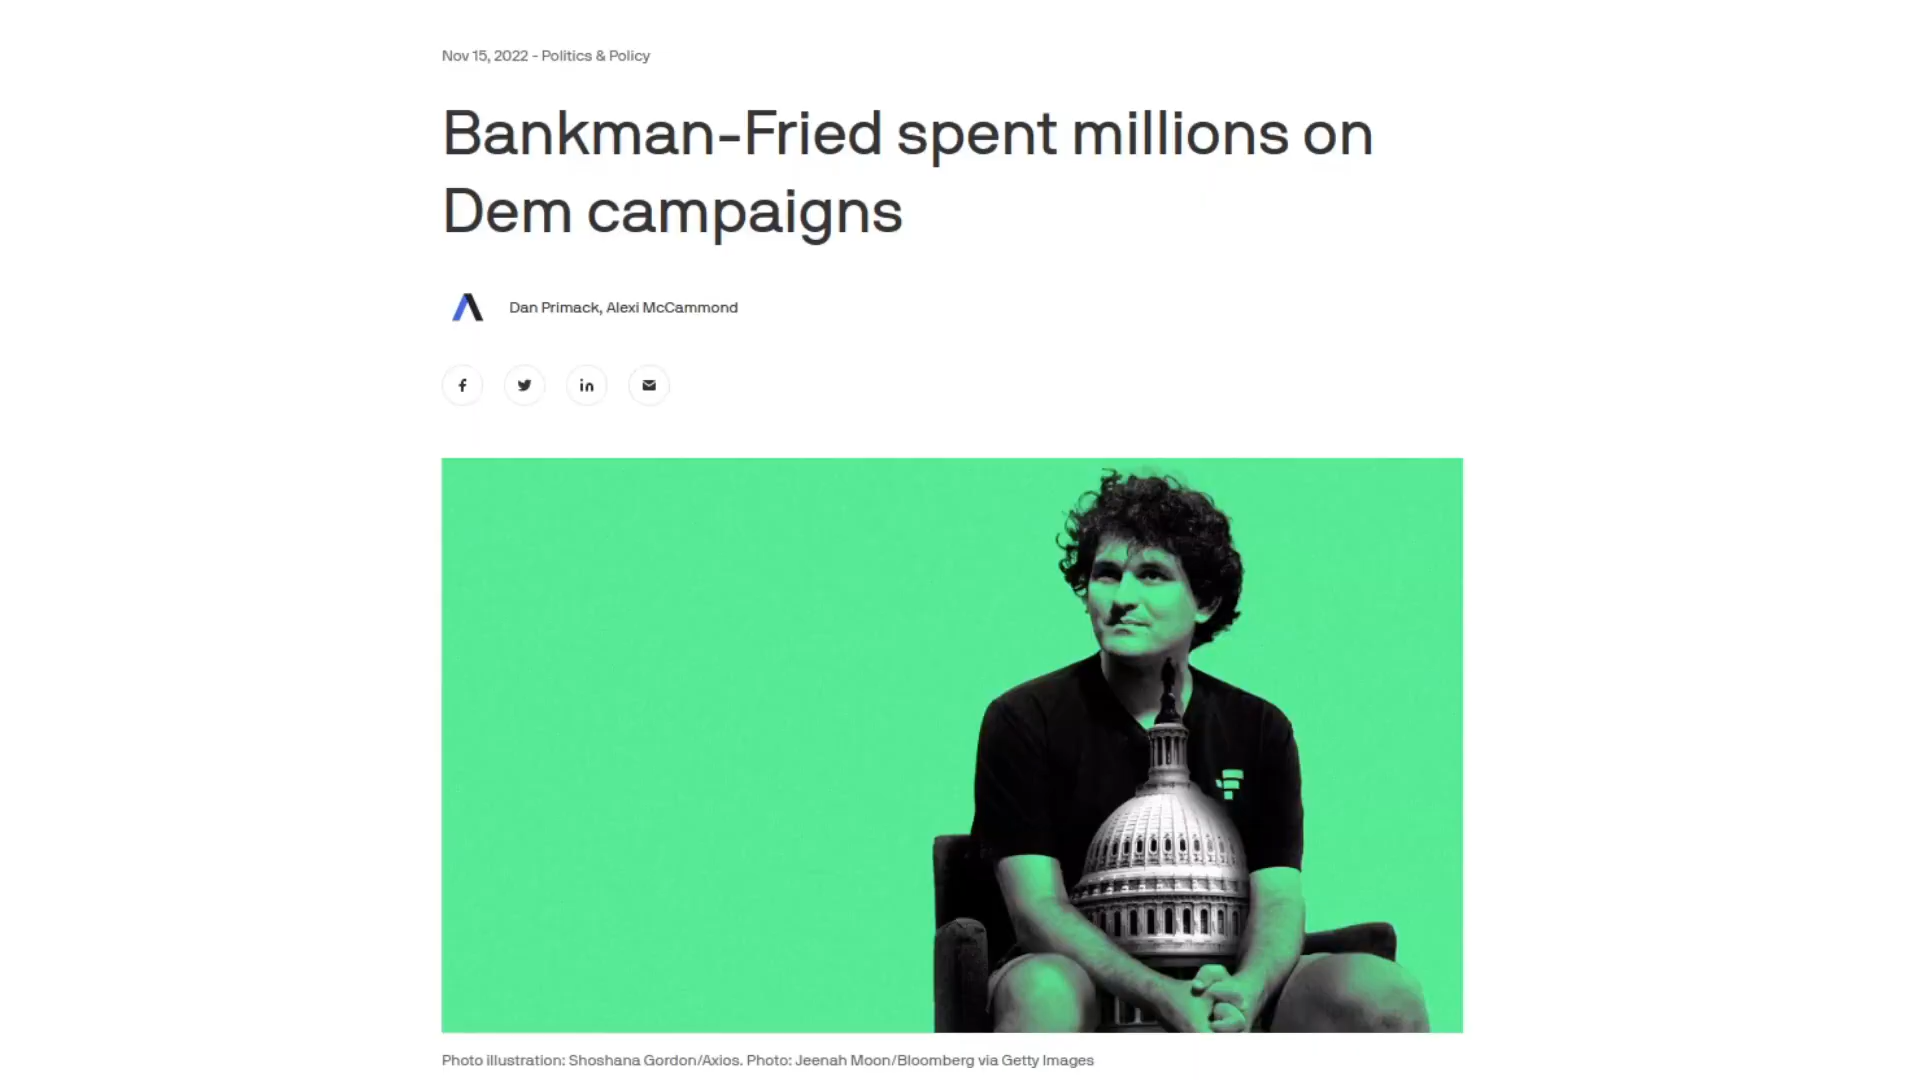 Nov 15, 2022 - Politics & Policy
Bankman-Fried spent millions on
Dem campaigns
Dan Primack, Alexi McCammond
Photo illustration: Shoshana Gordon/Axios. Photo: Jeenah Moon/Bloomberg via Getty Images